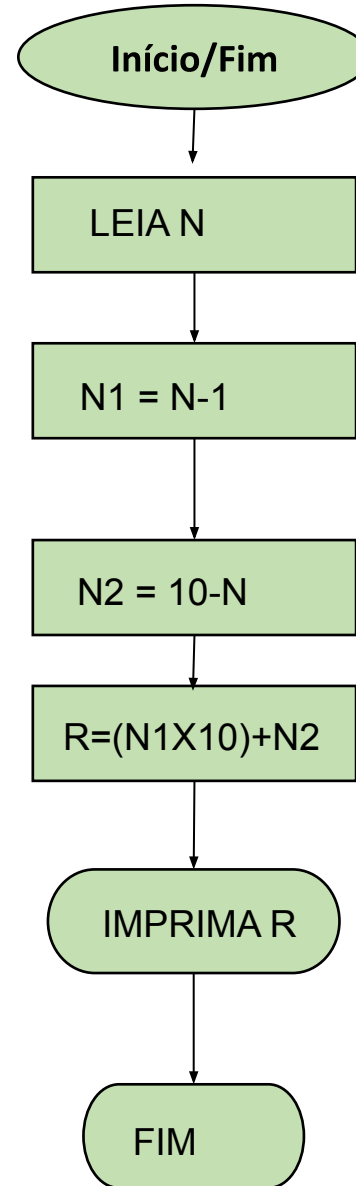 Início/Fim
LEIA N
N1 = N-1
N2 = 10-N
R=(N1X10)+N2
IMPRIMA R
FIM